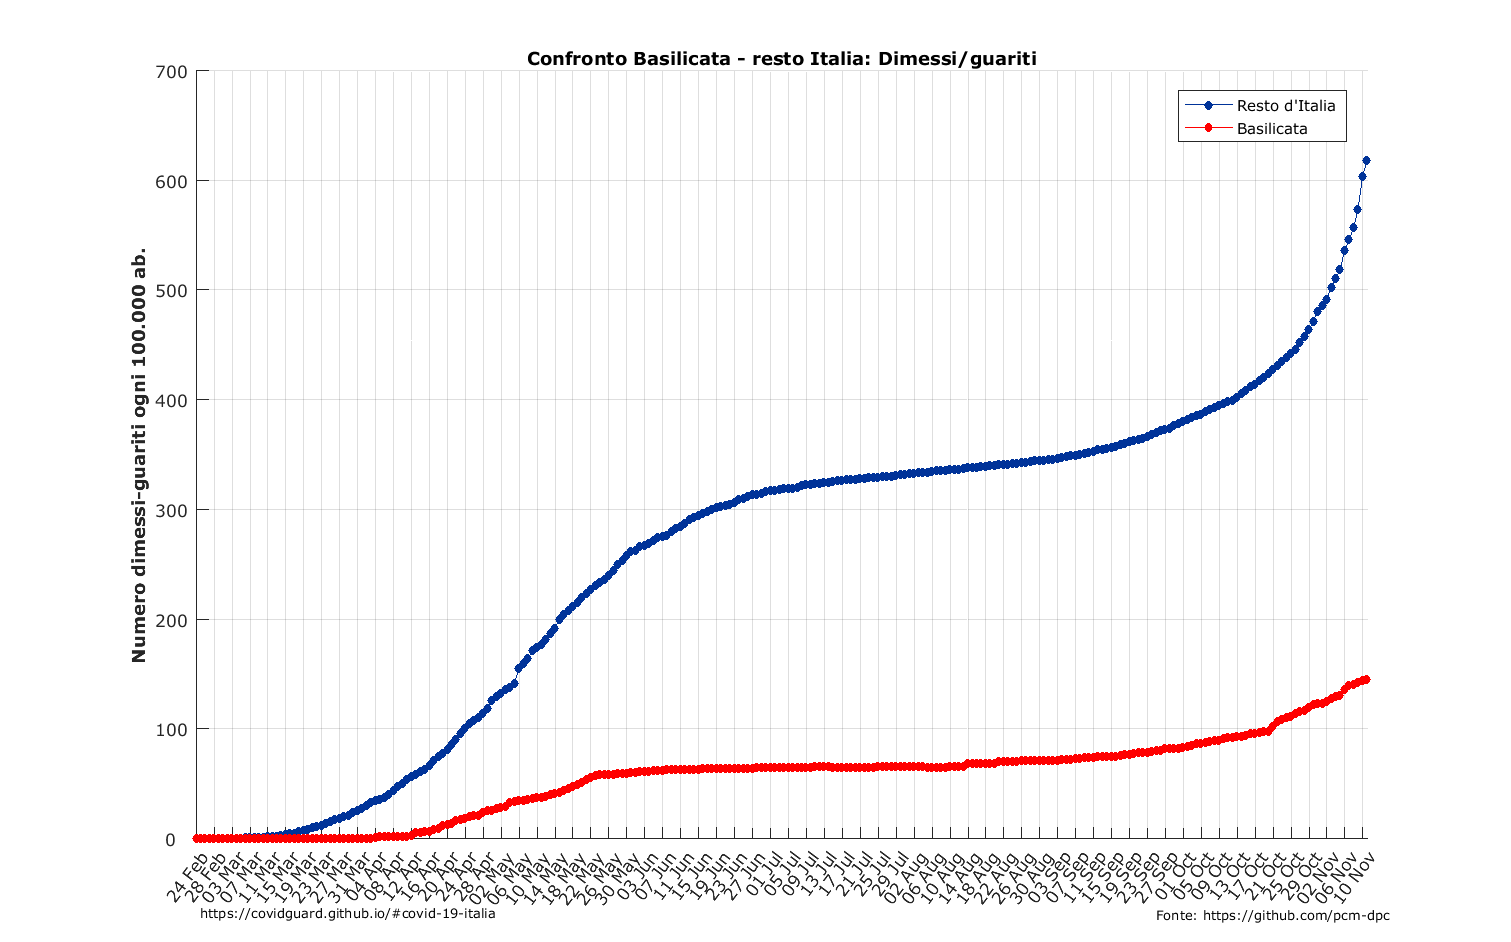 Confronto Basilicata - resto Italia: Dimessi/guariti
Resto d'Italia
Basilicata
Numero dimessi-guariti ogni 100.000 ab.
700
600
500
400
300
200
100
0
24 Feb
28 Feb
03 Mar
07 Mar
11 Mar
15 Mar
19 Mar
23 Mar
27 Mar
31 Mar
04 Apr
08 Apr
12 Apr
16 Apr
20 Apr
24 Apr
28 Apr
02 May
06 May
10 May
14 May
18 May
22 May
26 May
30 May
03 Jun
07 Jun
11 Jun
15 Jun
19 Jun
23 Jun
27 Jun
01 Jul
05 Jul
09 Jul
13 Jul
17 Jul
21 Jul
25 Jul
29 Jul
02 Aug
06 Aug
10 Aug
14 Aug
18 Aug
22 Aug
26 Aug
30 Aug
03 Sep
07 Sep
11 Sep
15 Sep
19 Sep
23 Sep
27 Sep
01 Oct
05 Oct
09 Oct
13 Oct
17 Oct
21 Oct
25 Oct
29 Oct
02 Nov
06 Nov
10 Nov
https://covidguard.github.io/#covid-19-italia
Fonte: https://github.com/pcm-dpc